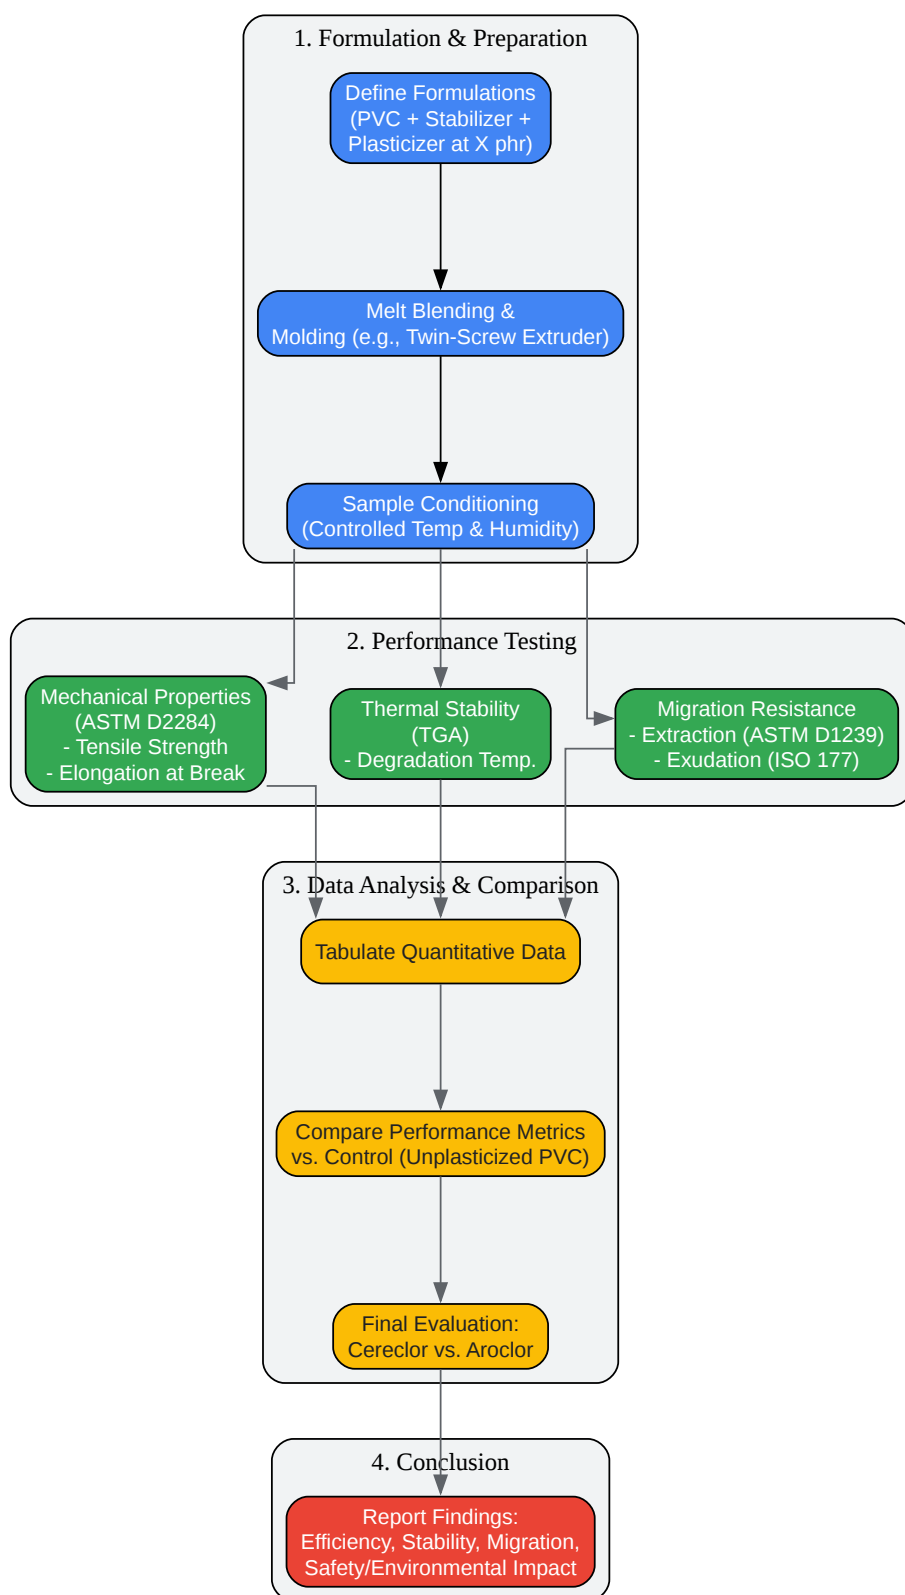 1. Formulation & Preparation
Define Formulations
(PVC + Stabilizer +
Plasticizer at X phr)
Melt Blending &
Molding (e.g., Twin-Screw Extruder)
Sample Conditioning
(Controlled Temp & Humidity)
2. Performance Testing
Mechanical Properties
(ASTM D2284)
- Tensile Strength
- Elongation at Break
Thermal Stability
(TGA)
- Degradation Temp.
Migration Resistance
- Extraction (ASTM D1239)
- Exudation (ISO 177)
3. Data Analysis & Comparison
Tabulate Quantitative Data
Compare Performance Metrics
vs. Control (Unplasticized PVC)
Final Evaluation:
Cereclor vs. Aroclor
4. Conclusion
Report Findings:
Efficiency, Stability, Migration,
Safety/Environmental Impact